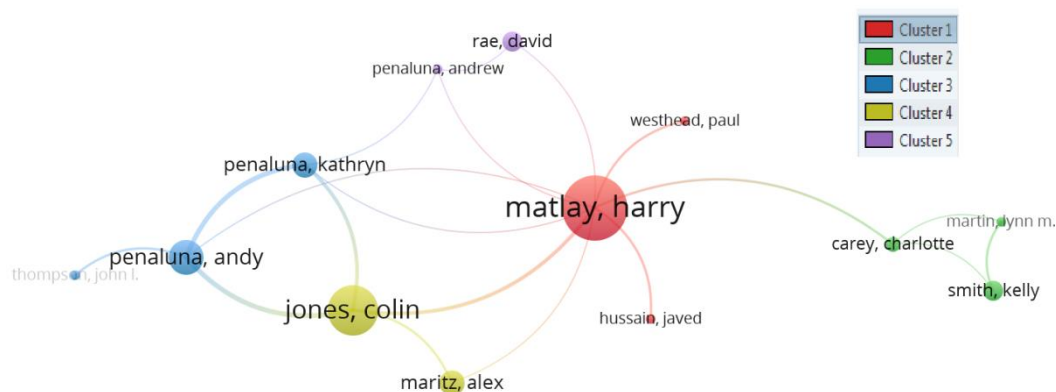 rae, david
penaluna, andrew
westhead, paul
penaluna, kathryn
matlay, harry
martin, lynn m.
carey, charlotte
penaluna, andy
thompson, john l.
smith, kelly
jones, colin
hussain, javed
maritz, alex
Cluster 1
Cluster 2
Cluster 3
Cluster 4
Cluster 5